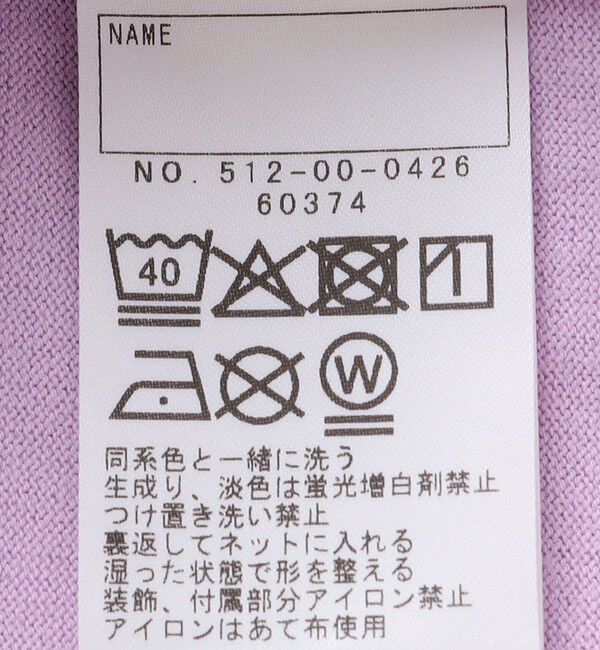 NAME
NO. 512-00-0426
60374
40
W
同系色と一緒に洗う
生成り、淡色は蛍光増白剤禁止
つけ置き洗い禁止
裏返してネットに入れる
湿った状態で形を整える
装飾、付属部分アイロン禁止
アイロンはあて布使用